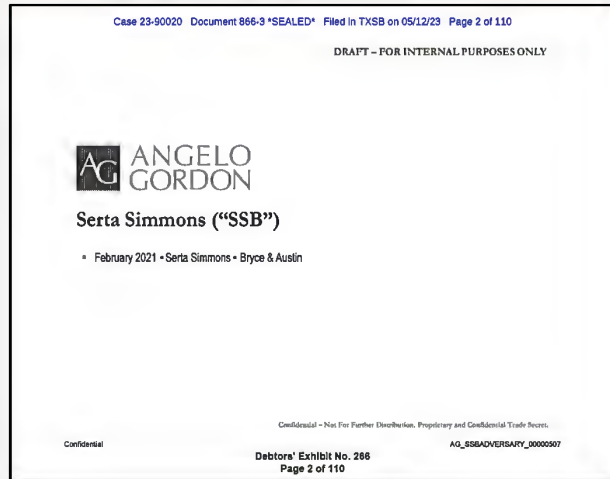 Case 23-90020 Document 866-3 *SEALED* Filed in TXSB on 05/12/23 Page 2 of 110
DRAFT – FOR INTERNAL PURPOSES ONLY
AG ANGELO
GORDON
Serta Simmons (“SSB”)
▪ February 2021 ▪ Serta Simmons ▪ Bryce & Austin
Confidential – Not For Further Distribution. Proprietary and Confidential Trade Secret.
Confidential
AG_SSBADVERSARY_00000507
Debtors' Exhibit No. 266
Page 2 of 110